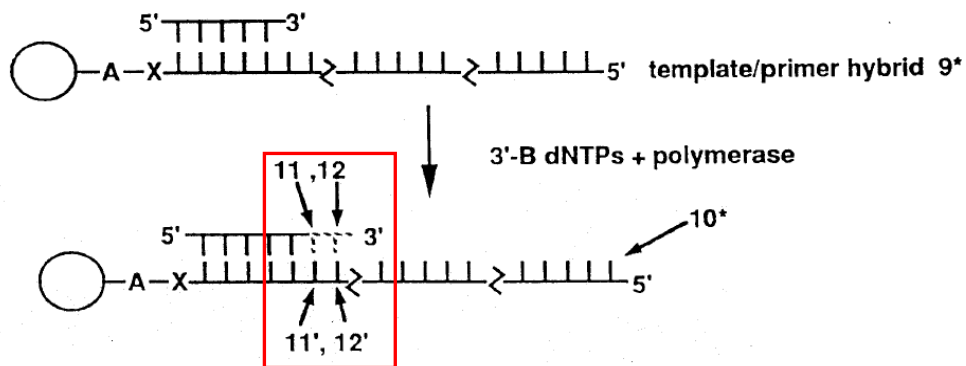 5' 3'
A X 5' template/primer hybrid 9*
3'-B dNTPs + polymerase
11 ,12
10*
5' 3'
A X 5'
11', 12'